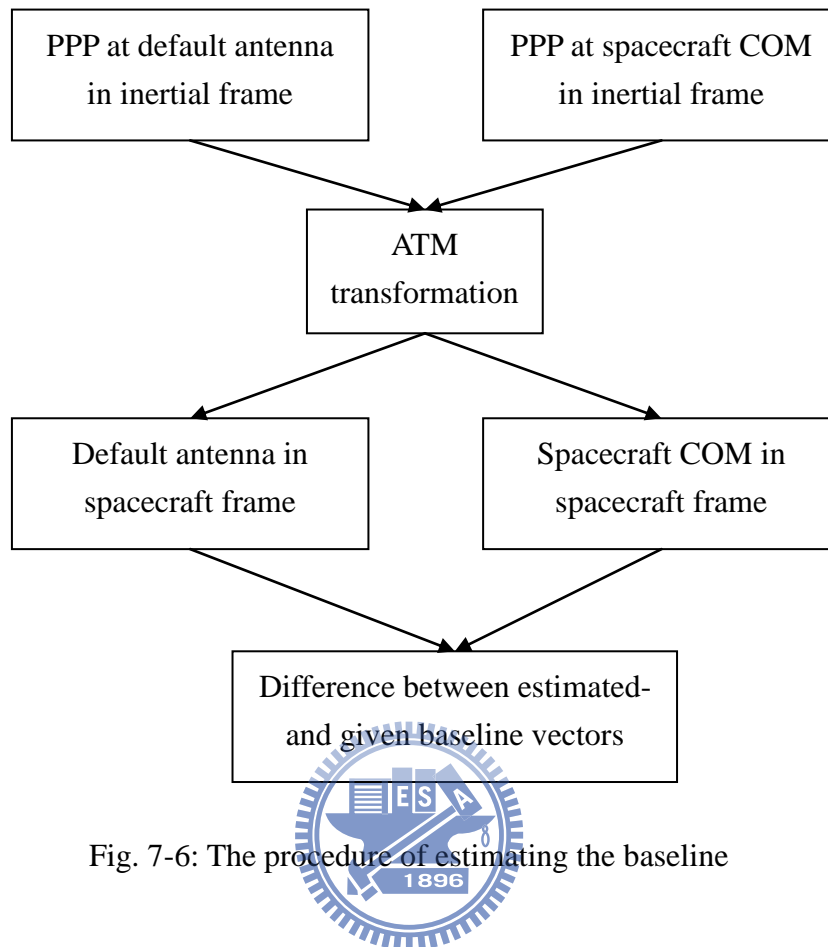 PPP at default antenna
in inertial frame
PPP at spacecraft COM
in inertial frame
ATM
transformation
Default antenna in
spacecraft frame
Spacecraft COM in
spacecraft frame
Difference between estimated-
and given baseline vectors
E S A
Fig. 7-6: The procedure of estimating the baseline
1896